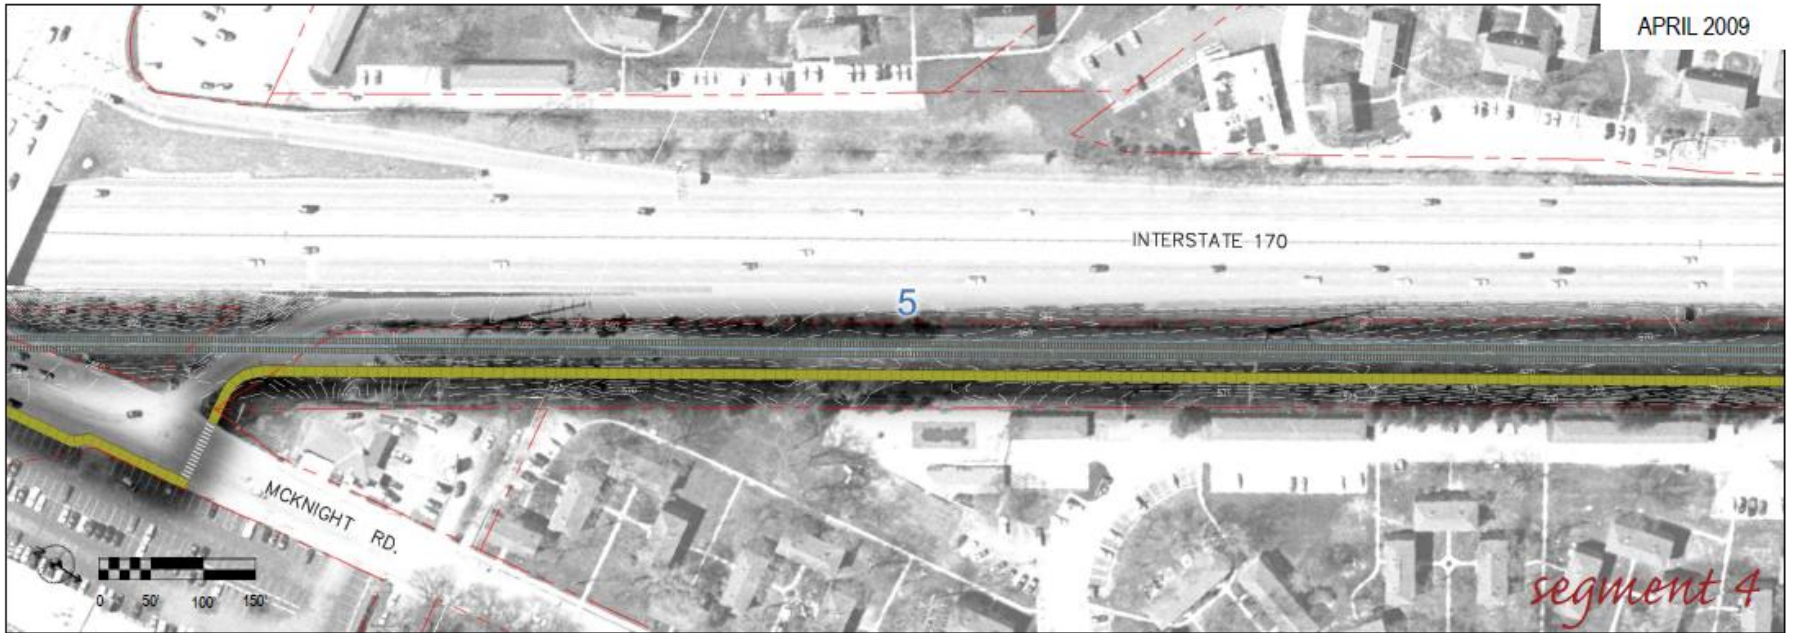 APRIL 2009
INTERSTATE 170
5
MCKNIGHT RD.
0 50' 100' 150'
segment 4